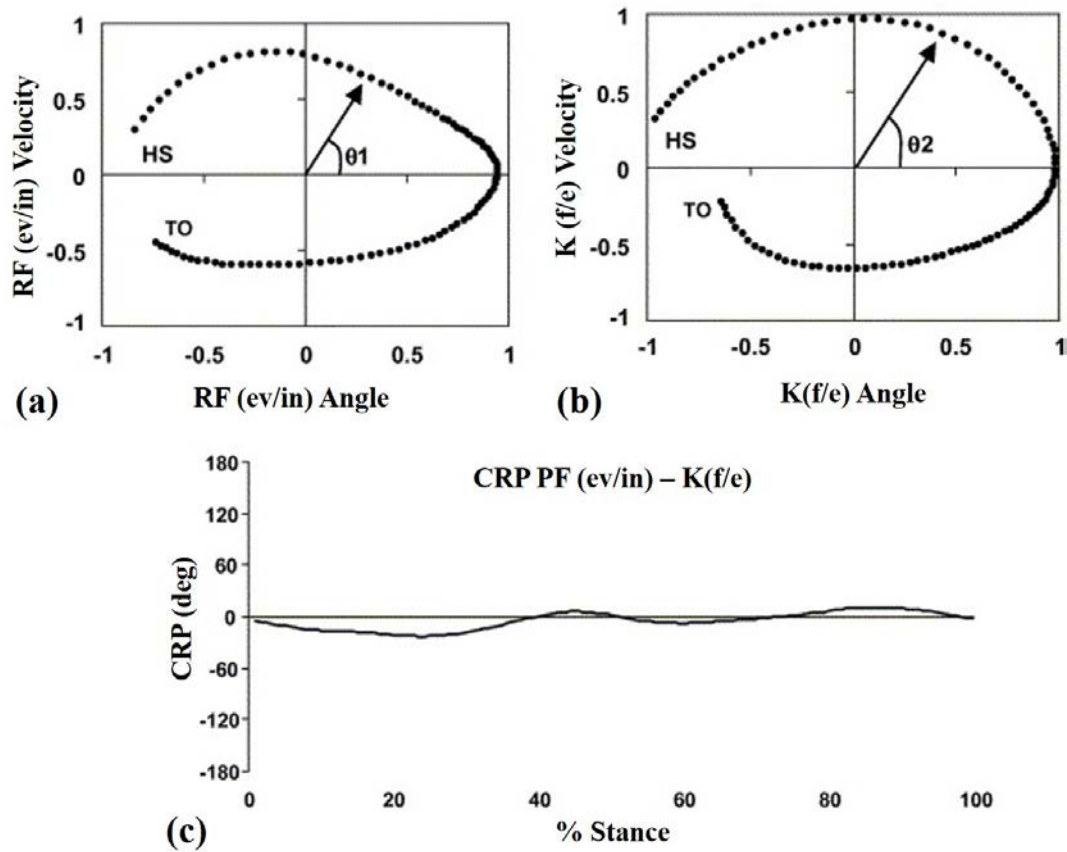 1
0.5
0
-0.5
-1
RF (ev/in) Velocity
HS
TO
θ1
-1 -0.5 0 0.5 1
(a)
RF (ev/in) Angle
1
0.5
0
-0.5
-1
K (f/e) Velocity
HS
TO
θ2
-1 -0.5 0 0.5 1
(b)
K(f/e) Angle
CRP PF (ev/in) – K(f/e)
180
120
60
0
-60
-120
-180
CRP (deg)
0 20 40 60 80 100
(c)
% Stance